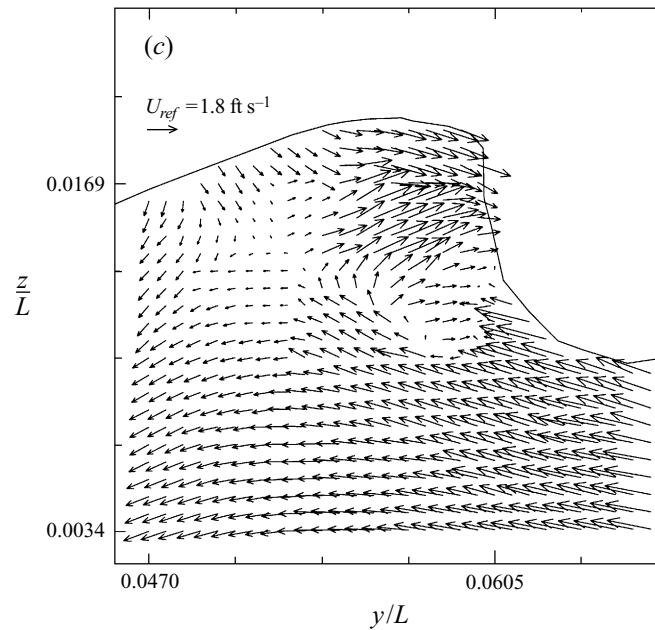 (c)
U_ref = 1.8 ft s⁻¹
0.0169
z
L
0.0034
0.0470 0.0605
y/L